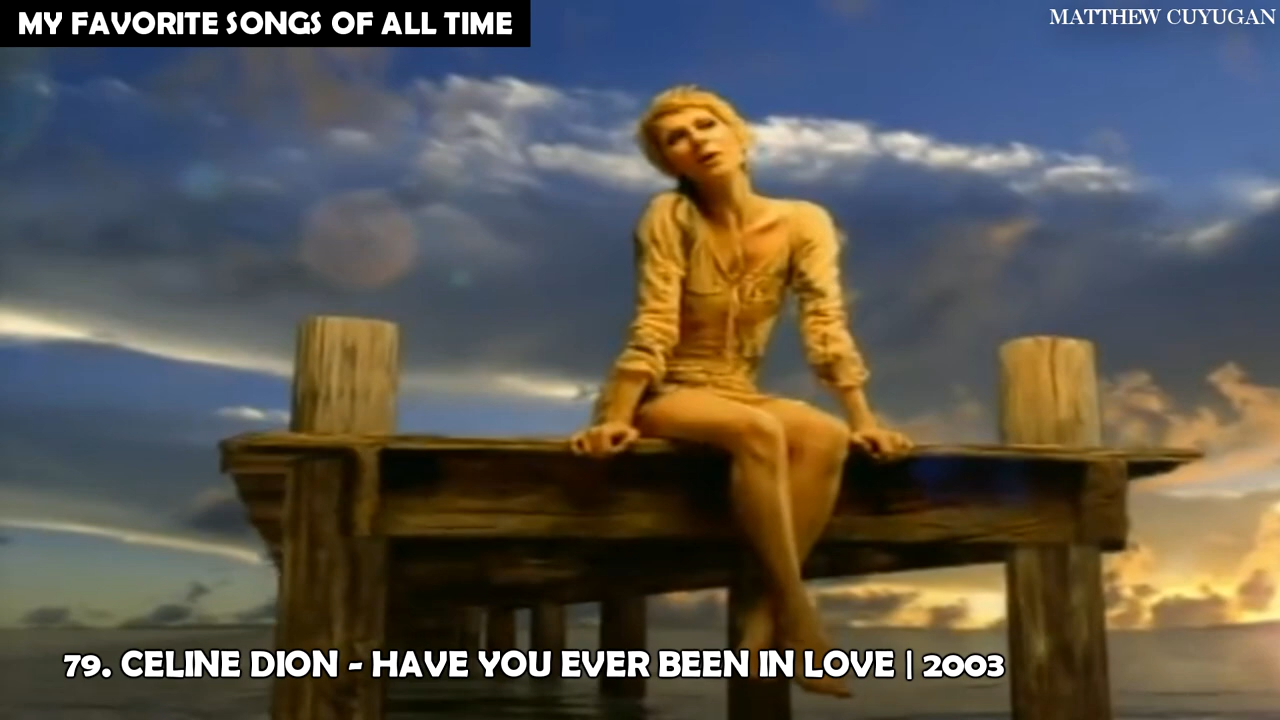 MY FAVORITE SONGS OF ALL TIME
MATTHEW CUYUGAN
79. CELINE DION - HAVE YOU EVER BEEN IN LOVE | 2003